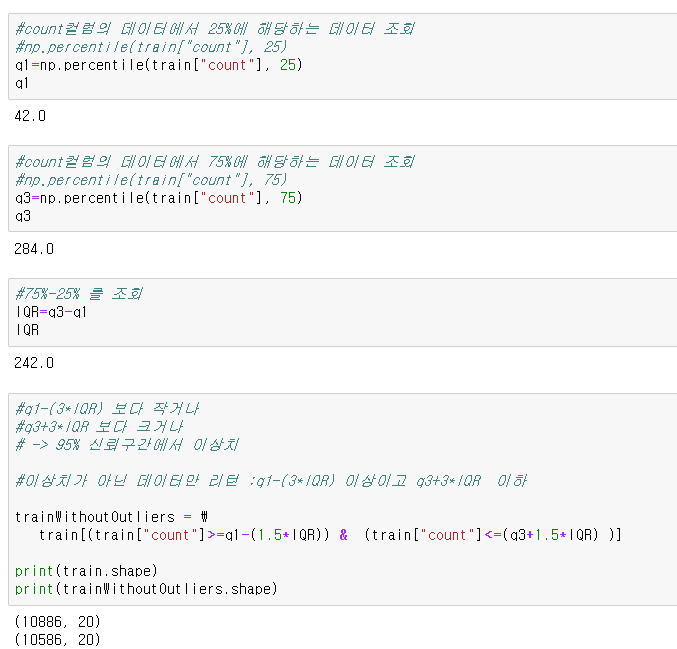 #count컬럼의 데이터에서 25%에 해당하는 데이터 조회
#np.percentile(train["count"], 25)
q1=np.percentile(train["count"], 25)
q1
42.0
#count컬럼의 데이터에서 75%에 해당하는 데이터 조회
#np.percentile(train["count"], 75)
q3=np.percentile(train["count"], 75)
q3
284.0
#75%-25% 를 조회
IQR=q3-q1
IQR
242.0
#q1-(3*IQR) 보다 작거나
#q3+3*IQR 보다 크거나
# -> 95% 신뢰구간에서 이상치
#이상치가 아닌 데이터만 리턴 :q1-(3*IQR) 이상이고 q3+3*IQR  이하
trainWithoutOutliers = ₩
   train[(train["count"]>=q1-(1.5*IQR)) &  (train["count"]<=(q3+1.5*IQR) )]
print(train.shape)
print(trainWithoutOutliers.shape)
(10886, 20)
(10586, 20)